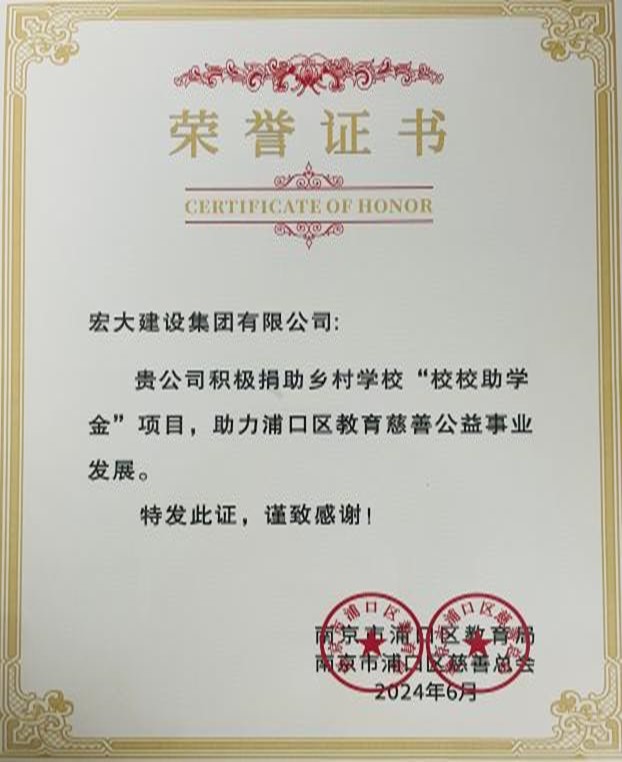 荣誉证书
CERTIFICATE OF HONOR
宏大建设集团有限公司:
贵公司积极捐助乡村学校“校校助学
金”项目，助力浦口区教育慈善公益事业
发展。
特发此证，谨致感谢！
南京市浦口区教育局
南京市浦口区慈善总会
2024年6月